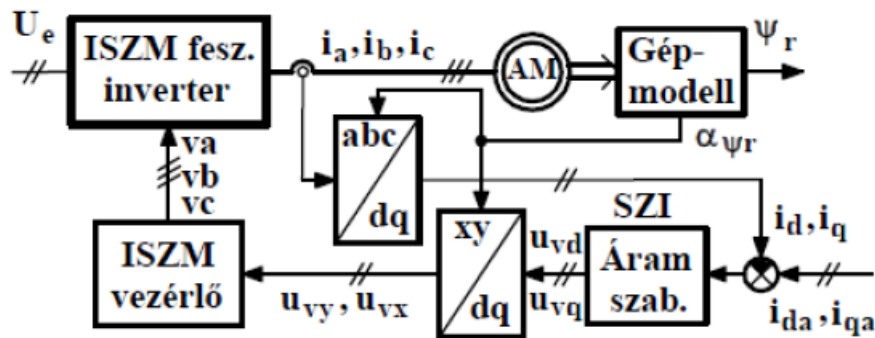 U_e
ISZM fesz.
inverter
i_a, i_b, i_c
AM
Gép-
modell
ψ_r
α_ψr
va
vb
vc
abc
dq
SZI
i_d, i_q
ISZM
vezérlő
u_vy, u_vx
xy
dq
u_vd
u_vq
Áram
szab.
i_da, i_qa